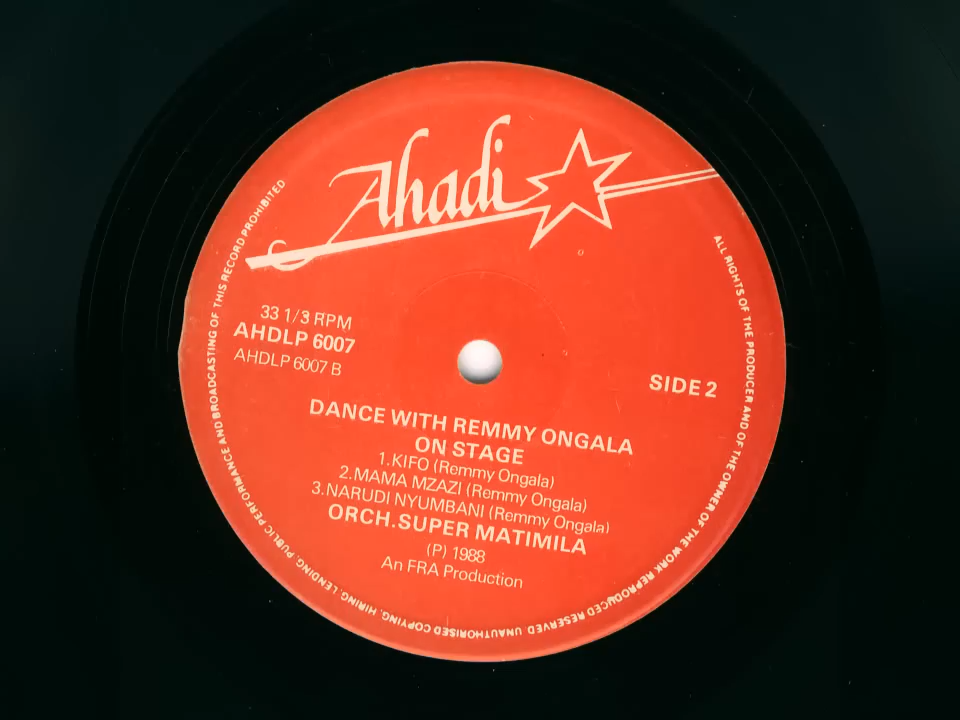 Ahadi
33 1/3 RPM
AHDLP 6007
AHDLP 6007 B
SIDE 2
DANCE WITH REMMY ONGALA
ON STAGE
1.KIFO (Remmy Ongala)
2.MAMA MZAZI (Remmy Ongala)
3.NARUDI NYUMBANI (Remmy Ongala)
ORCH.SUPER MATIMILA
(P) 1988
An FRA Production
ALL RIGHTS OF THE PRODUCER AND OF THE OWNER OF THE WORK REPRODUCED RESERVED. UNAUTHORISED COPYING, HIRING, LENDING, PUBLIC PERFORMANCE AND BROADCASTING OF THIS RECORD PROHIBITED